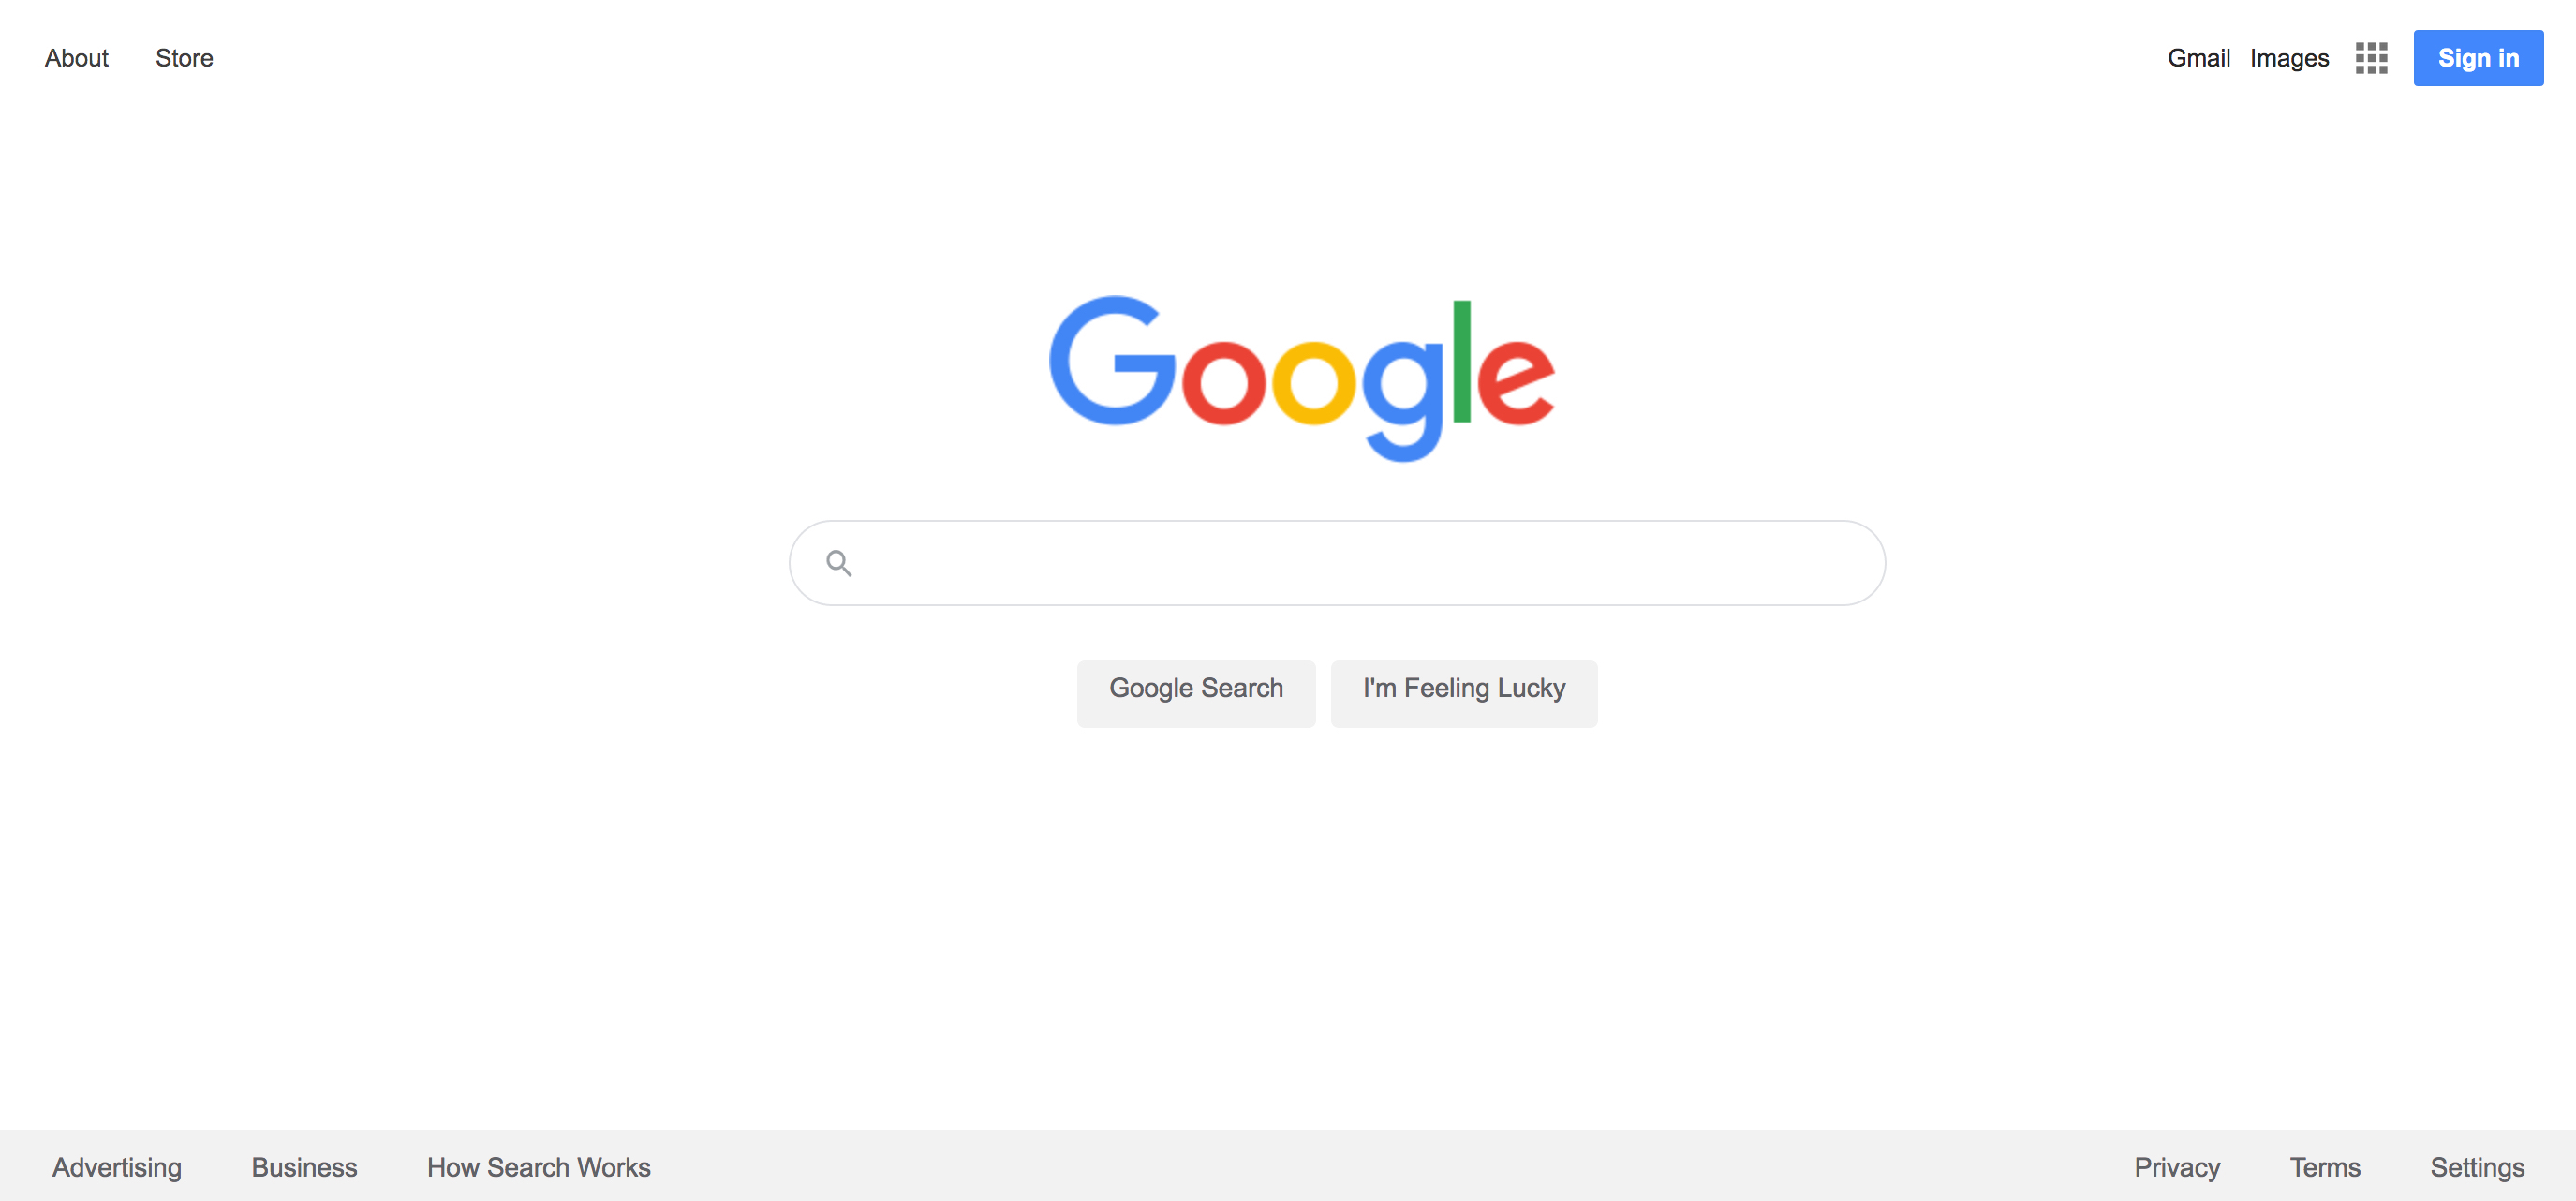 About Store Gmail Images Sign in
Google
Google Search I'm Feeling Lucky
Advertising Business How Search Works Privacy Terms Settings